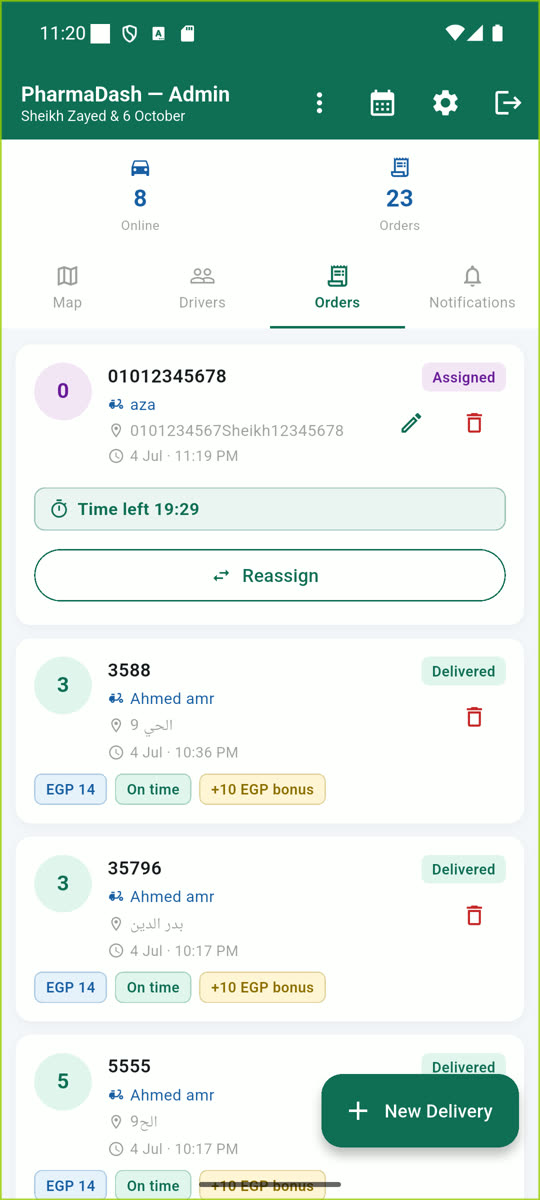 11:20
PharmaDash — Admin
Sheikh Zayed & 6 October
8
Online
23
Orders
Map
Drivers
Orders
Notifications
0
01012345678
Assigned
aza
0101234567Sheikh12345678
4 Jul · 11:19 PM
Time left 19:29
Reassign
3
3588
Delivered
Ahmed amr
الحي 9
4 Jul · 10:36 PM
EGP 14
On time
+10 EGP bonus
3
35796
Delivered
Ahmed amr
بدر الدين
4 Jul · 10:17 PM
EGP 14
On time
+10 EGP bonus
5
5555
Delivered
Ahmed amr
الح9
4 Jul · 10:17 PM
New Delivery
EGP 14
On time
+10 EGP bonus